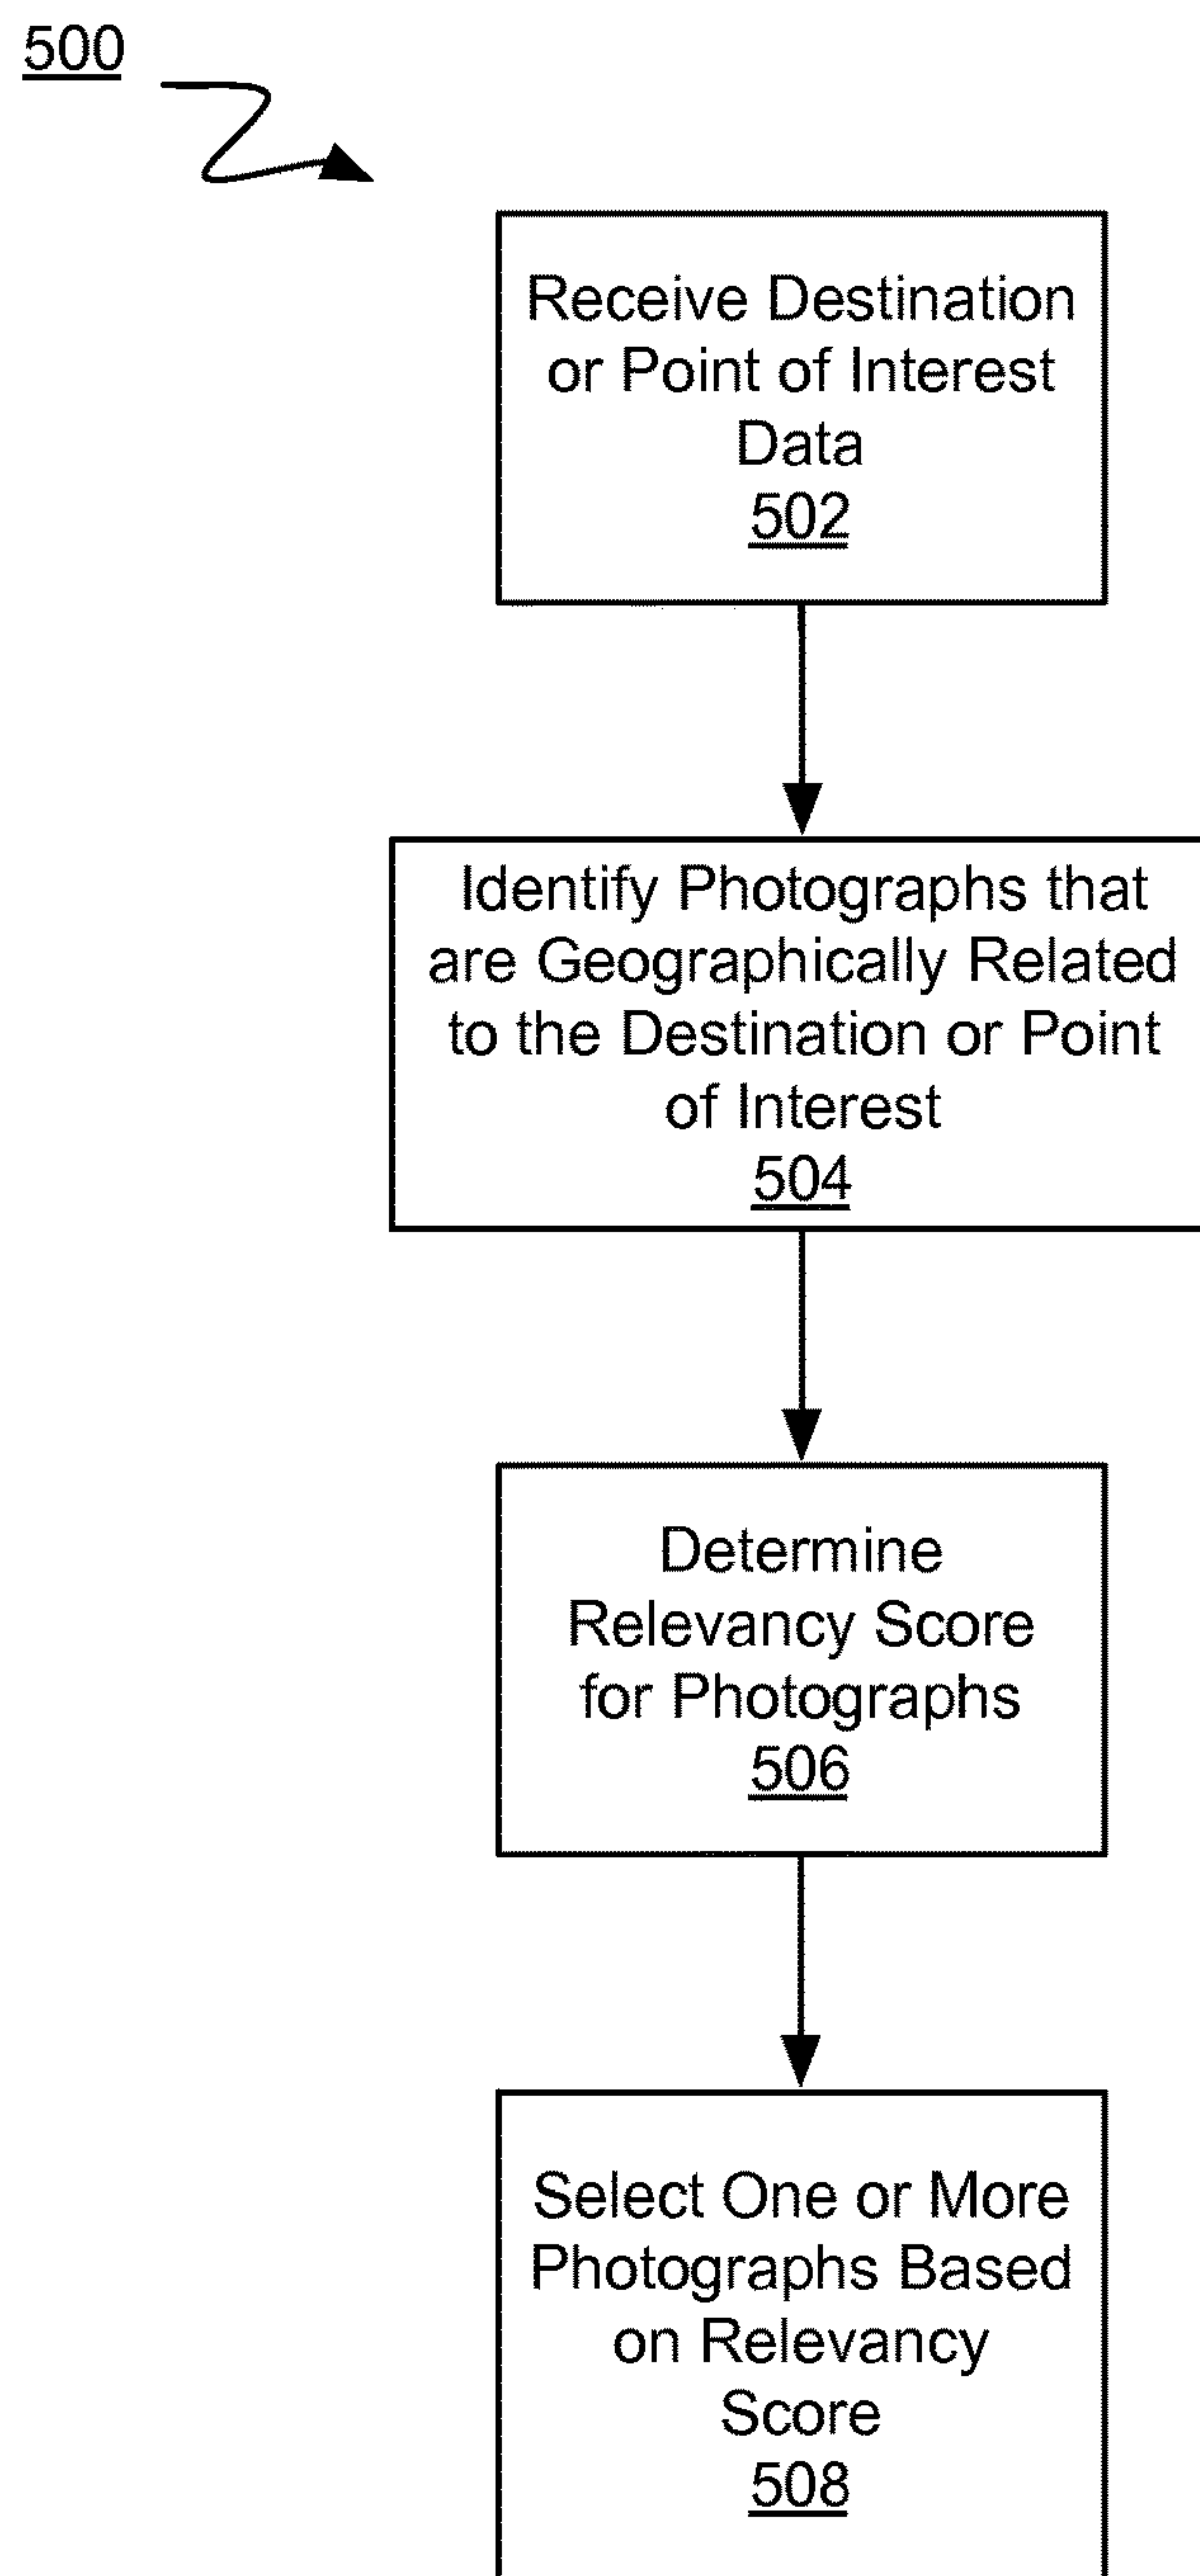 500
Receive Destination
or Point of Interest
Data
502
Identify Photographs that
are Geographically Related
to the Destination or Point
of Interest
504
Determine
Relevancy Score
for Photographs
506
Select One or More
Photographs Based
on Relevancy
Score
508